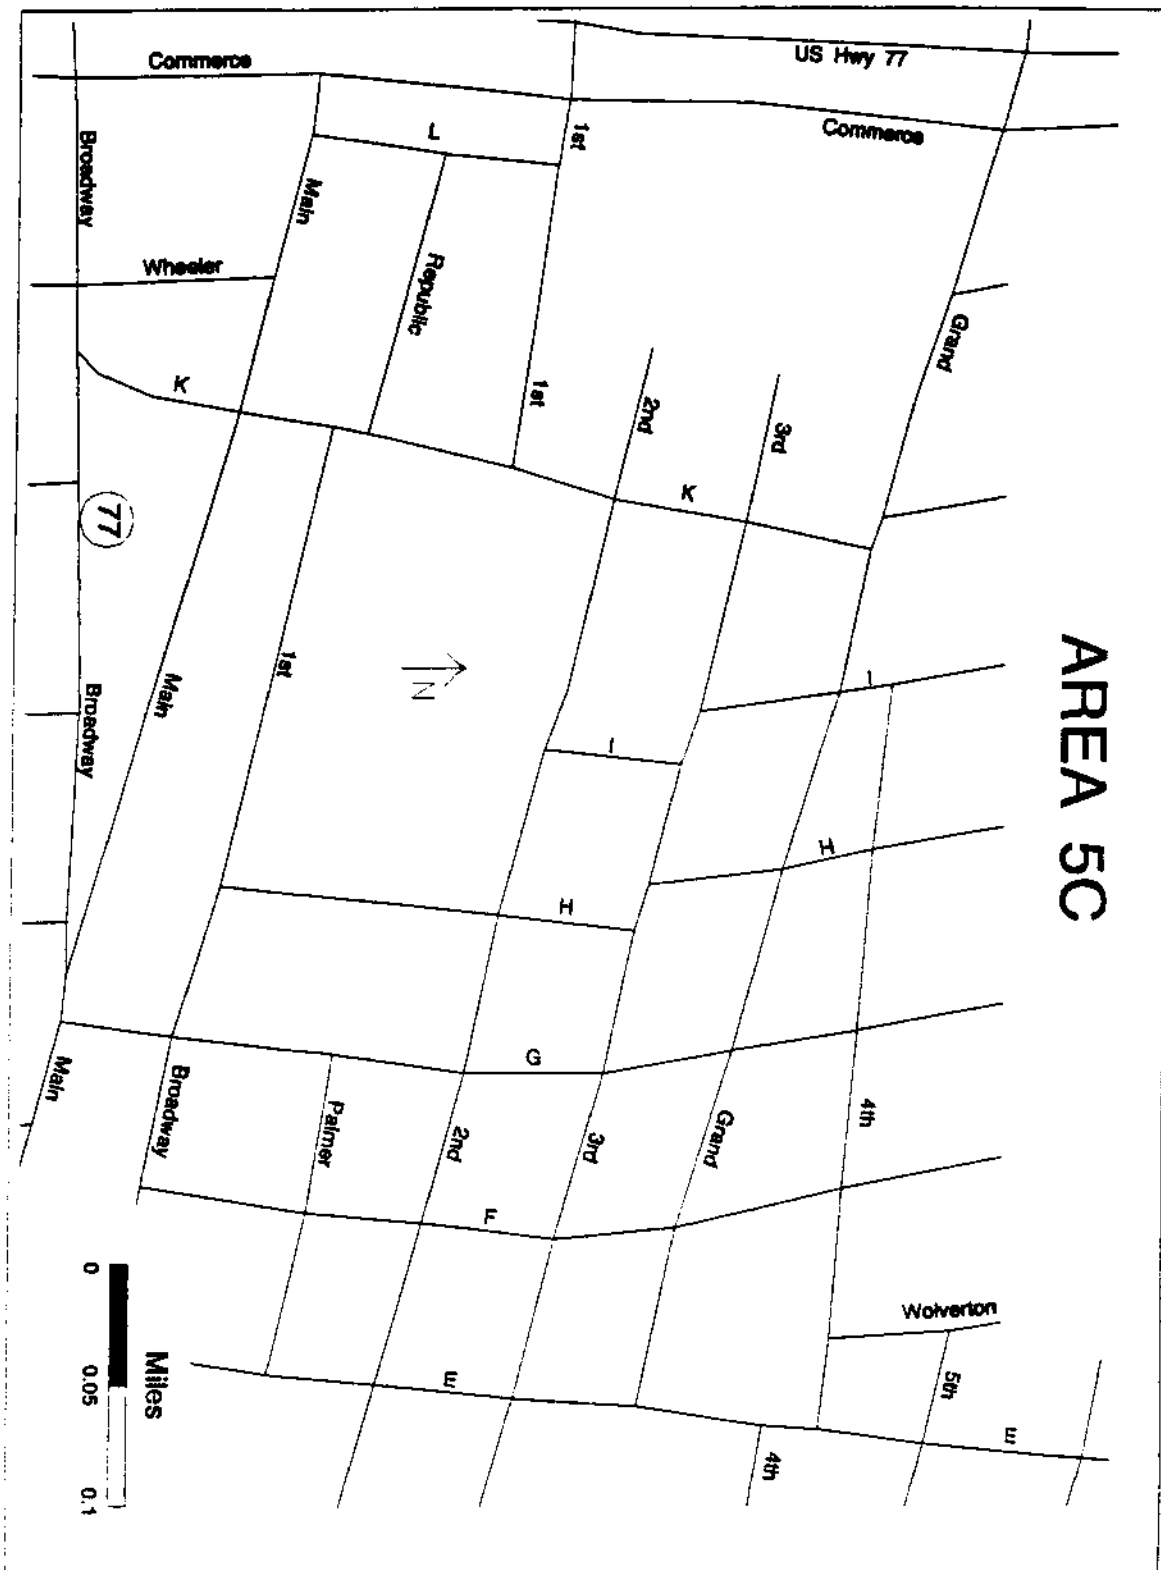 AREA 5C
US Hwy 77
Commerce
Commerce
1st
L
Broadway
Main
Wheeler
Republic
Grand
K
1st
2nd
3rd
K
77
1st
N
Main
Broadway
I
I
H
H
G
Main
Broadway
Palmer
2nd
3rd
Grand
4th
F
Wolverton
5th
E
E
4th
0 0.05 0.1
Miles